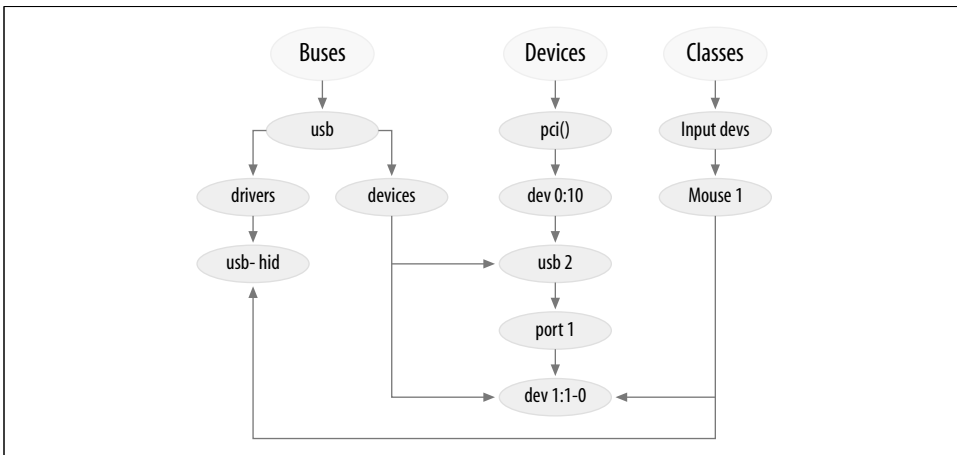 Buses
Devices
Classes
usb
pci()
Input devs
drivers
devices
dev 0:10
Mouse 1
usb- hid
usb 2
port 1
dev 1:1-0